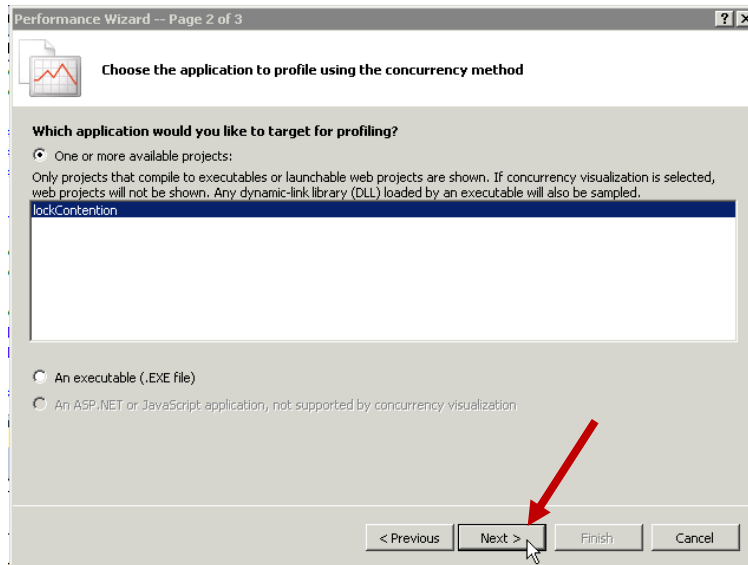 Performance Wizard -- Page 2 of 3
Choose the application to profile using the concurrency method
Which application would you like to target for profiling?
One or more available projects:
Only projects that compile to executables or launchable web projects are shown. If concurrency visualization is selected,
web projects will not be shown. Any dynamic-link library (DLL) loaded by an executable will also be sampled.
lockContention
An executable (.EXE file)
An ASP.NET or JavaScript application, not supported by concurrency visualization
< Previous Next > Finish Cancel